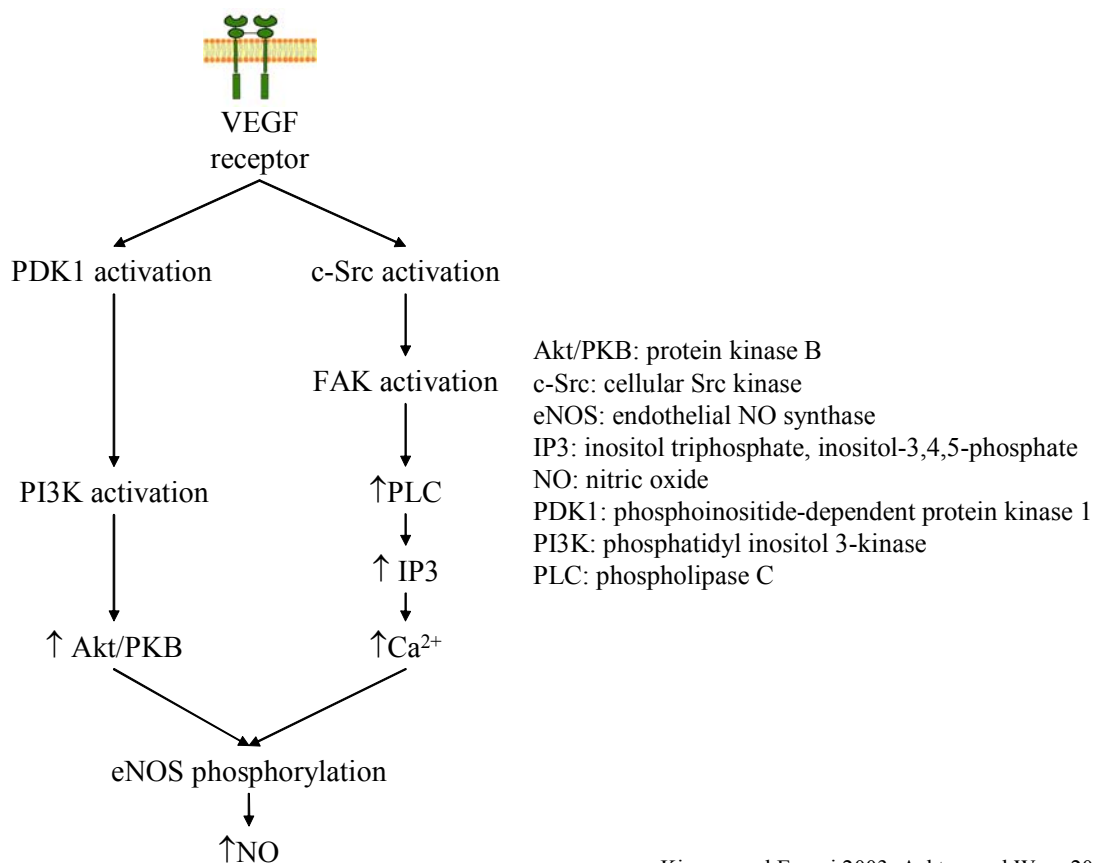 VEGF
receptor
PDK1 activation
c-Src activation
FAK activation
PI3K activation
↑PLC
↑ IP3
↑ Akt/PKB
↑Ca²⁺
eNOS phosphorylation
↑NO
Akt/PKB: protein kinase B
c-Src: cellular Src kinase
eNOS: endothelial NO synthase
IP3: inositol triphosphate, inositol-3,4,5-phosphate
NO: nitric oxide
PDK1: phosphoinositide-dependent protein kinase 1
PI3K: phosphatidyl inositol 3-kinase
PLC: phospholipase C